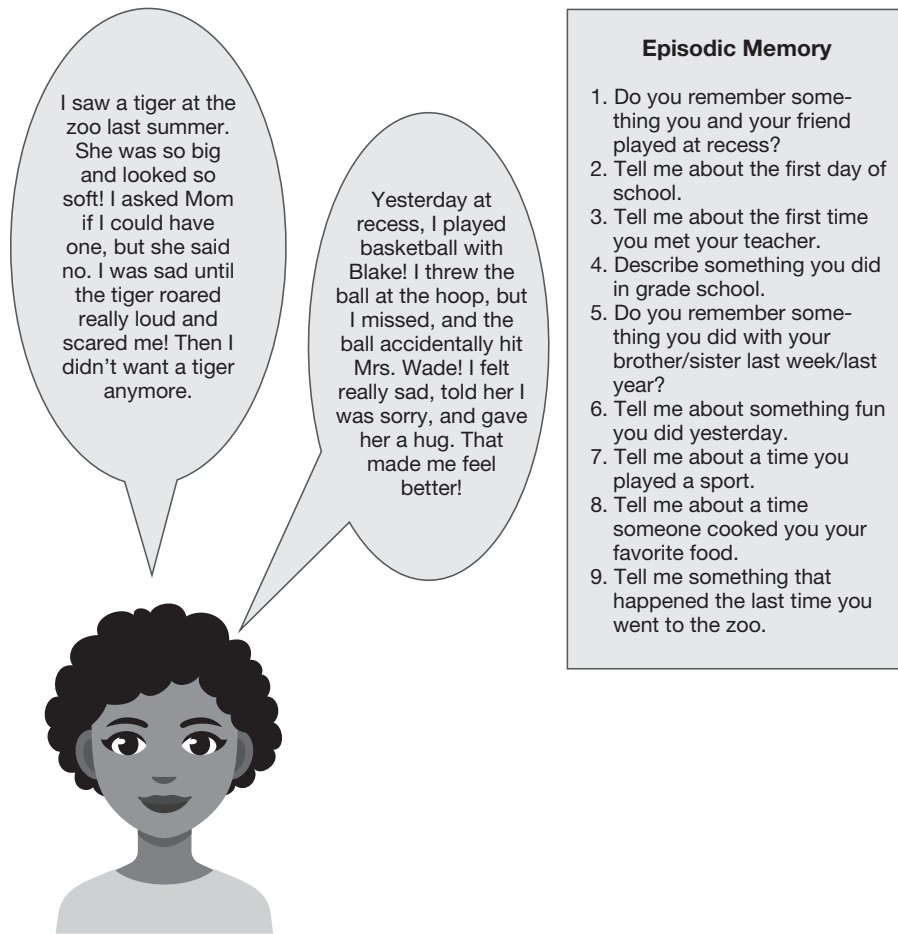 I saw a tiger at the
zoo last summer.
She was so big
and looked so
soft! I asked Mom
if I could have
one, but she said
no. I was sad until
the tiger roared
really loud and
scared me! Then I
didn’t want a tiger
anymore.
Yesterday at
recess, I played
basketball with
Blake! I threw the
ball at the hoop, but
I missed, and the
ball accidentally hit
Mrs. Wade! I felt
really sad, told her I
was sorry, and gave
her a hug. That
made me feel
better!
Episodic Memory
1. Do you remember some-
thing you and your friend
played at recess?
2. Tell me about the first day of
school.
3. Tell me about the first time
you met your teacher.
4. Describe something you did
in grade school.
5. Do you remember some-
thing you did with your
brother/sister last week/last
year?
6. Tell me about something fun
you did yesterday.
7. Tell me about a time you
played a sport.
8. Tell me about a time
someone cooked you your
favorite food.
9. Tell me something that
happened the last time you
went to the zoo.